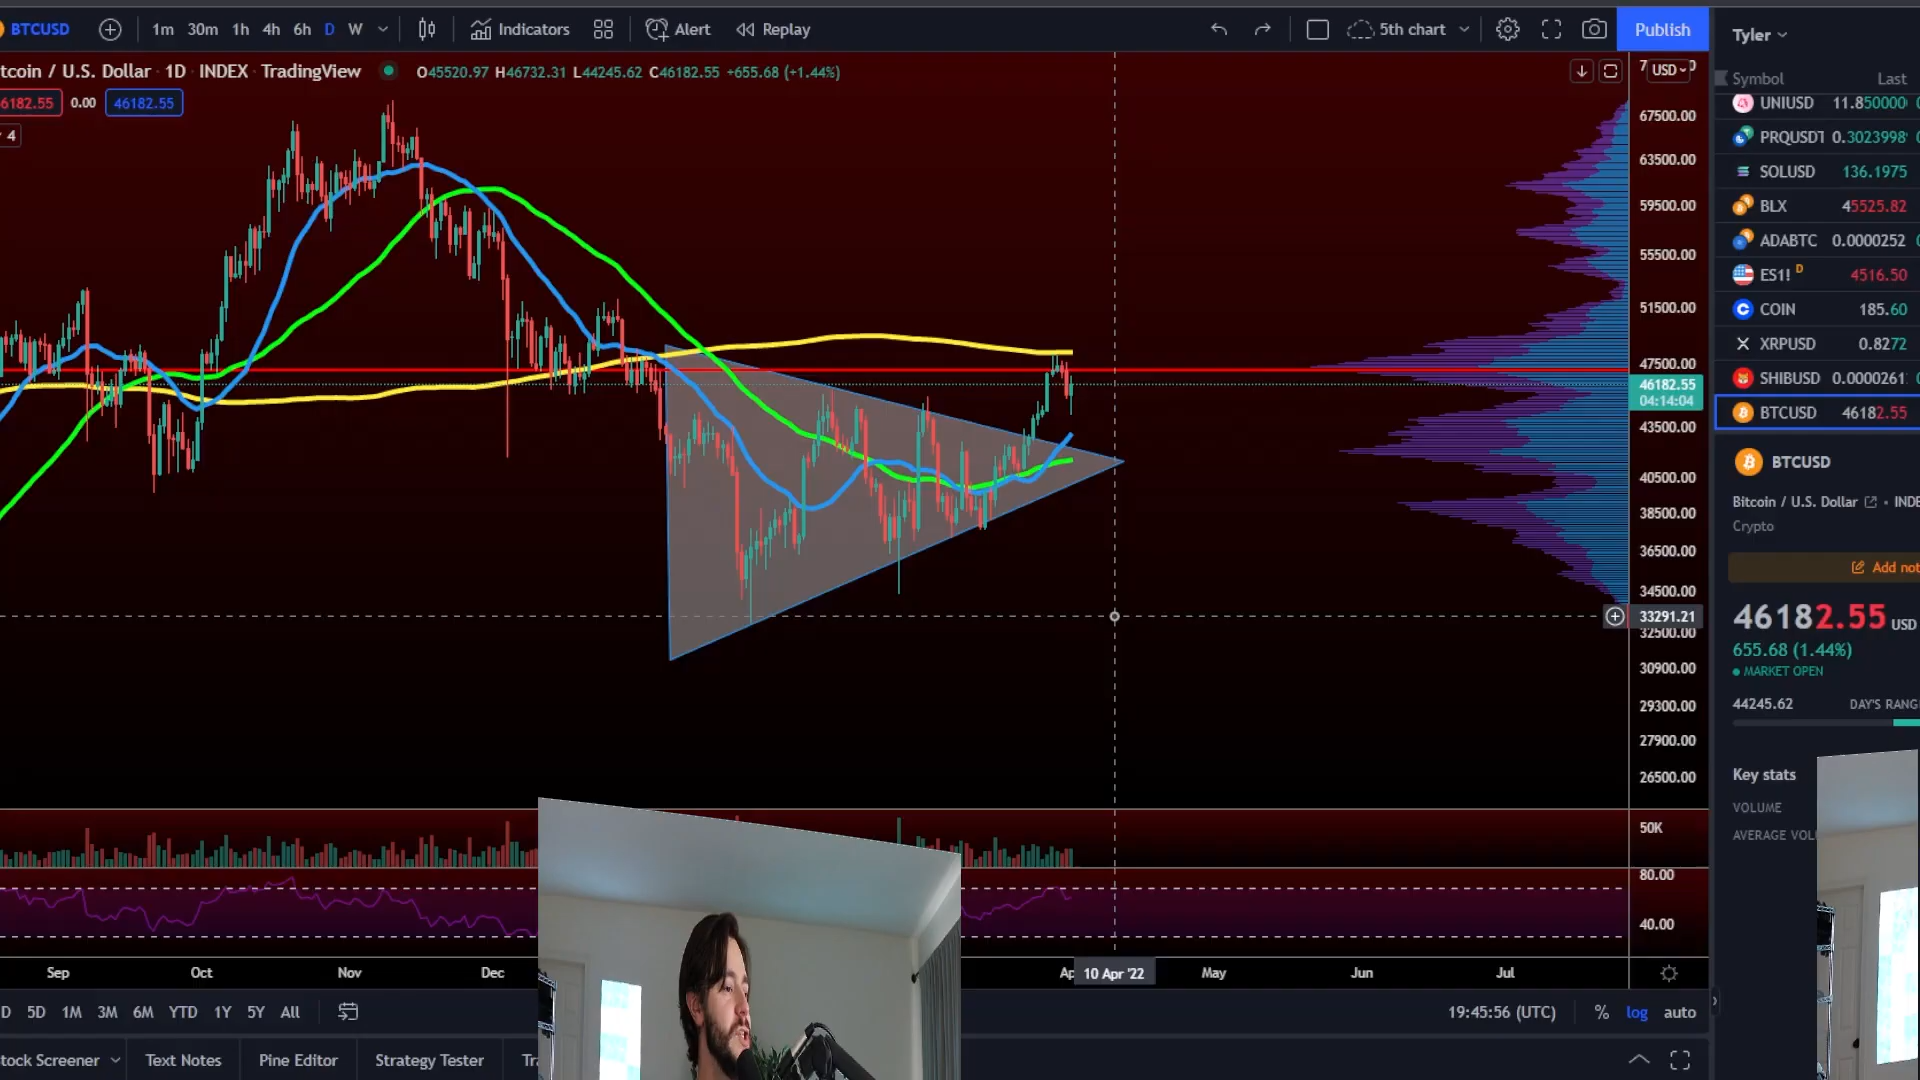 BTCUSD 1m 30m 1h 4h 6h D W Indicators Alert Replay 5th chart Publish
Tyler
tcoin / U.S. Dollar 1D INDEX TradingView O45520.97 H46732.31 L44245.62 C46182.55 +655.68 (+1.44%)
USD
Symbol Last
6182.55 0.00 46182.55
4
UNIUSD 11.850000
PRQUSDT 0.3023998
SOLUSD 136.1975
BLX 45525.82
ADABTC 0.0000252
ES1! D 4516.50
COIN 185.60
XRPUSD 0.8272
SHIBUSD 0.0000261
BTCUSD 46182.55
67500.00
63500.00
59500.00
55500.00
51500.00
47500.00
46182.55
04:14:04
43500.00
40500.00
38500.00
36500.00
34500.00
33291.21
32500.00
30900.00
29300.00
27900.00
26500.00
50K
80.00
40.00
BTCUSD
Bitcoin / U.S. Dollar
Crypto
Add not
46182.55 USD
655.68 (1.44%)
MARKET OPEN
44245.62 DAY'S RANG
Key stats
VOLUME
AVERAGE VOL
Sep Oct Nov Dec Ap 10 Apr '22 May Jun Jul
D 5D 1M 3M 6M YTD 1Y 5Y All 19:45:56 (UTC) % log auto
tock Screener Text Notes Pine Editor Strategy Tester Tr